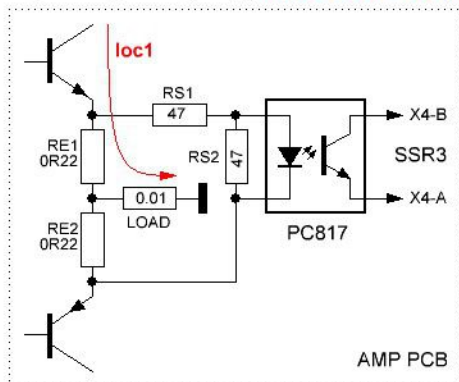 Ioc1
RS1
47
X4-B
RE1
0R22
RS2
47
SSR3
0.01
LOAD
X4-A
RE2
0R22
PC817
AMP PCB